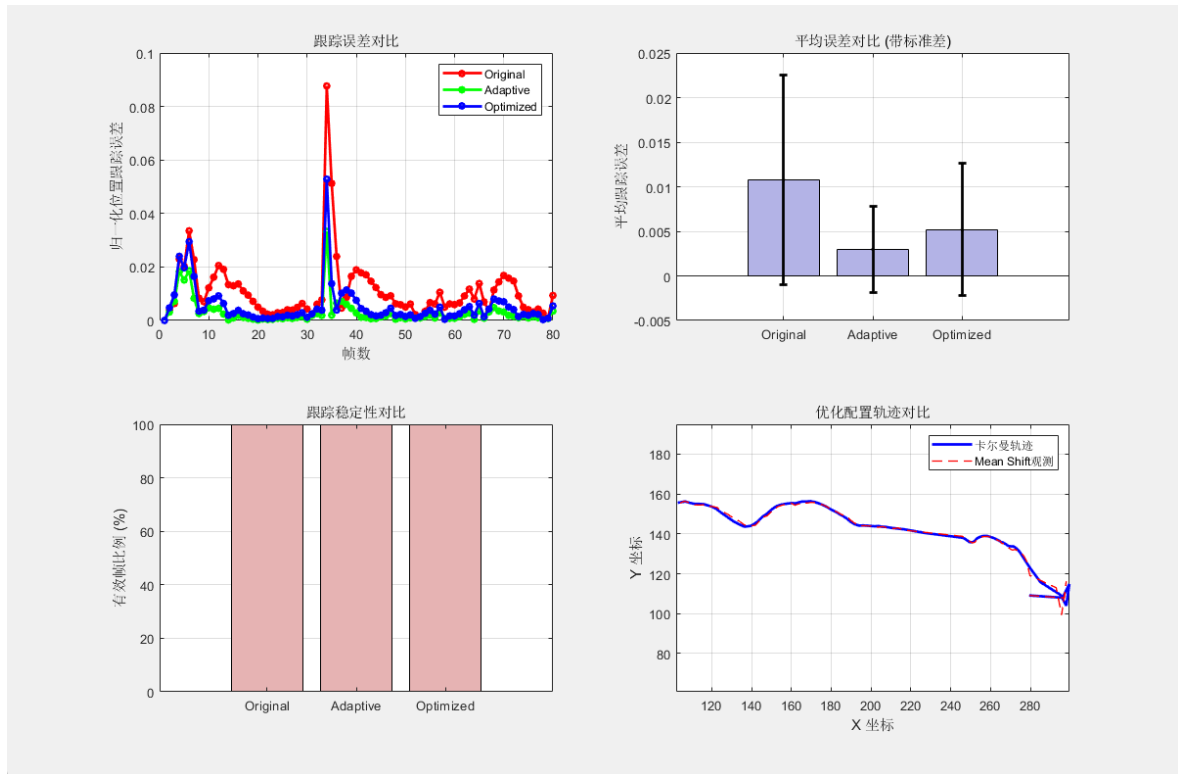 跟踪误差对比
0.1
0.08
0.06
0.04
0.02
0
归一化位置跟踪误差
0 10 20 30 40 50 60 70 80
帧数
Original
Adaptive
Optimized
平均误差对比 (带标准差)
0.025
0.02
0.015
0.01
0.005
0
-0.005
平均跟踪误差
Original Adaptive Optimized
跟踪稳定性对比
100
80
60
40
20
0
有效帧比例 (%)
Original Adaptive Optimized
优化配置轨迹对比
180
160
140
120
100
80
Y 坐标
120 140 160 180 200 220 240 260 280
X 坐标
卡尔曼轨迹
Mean Shift观测